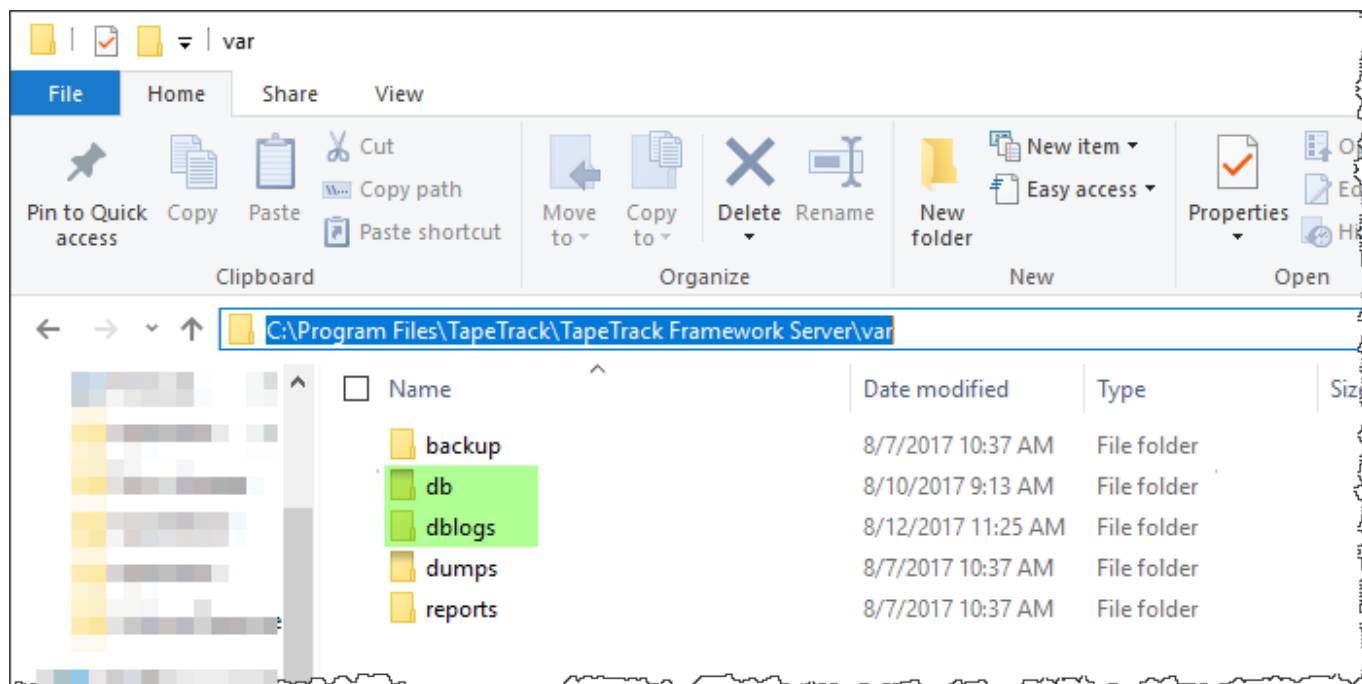 var
File Home Share View
Pin to Quick access
Copy
Paste
Cut
Copy path
Paste shortcut
Clipboard
Move to
Copy to
Delete
Rename
Organize
New folder
New item
Easy access
New
Properties
Open
C:\Program Files\TapeTrack\TapeTrack Framework Server\var
Name Date modified Type
backup 8/7/2017 10:37 AM File folder
db 8/10/2017 9:13 AM File folder
dblogs 8/12/2017 11:25 AM File folder
dumps 8/7/2017 10:37 AM File folder
reports 8/7/2017 10:37 AM File folder